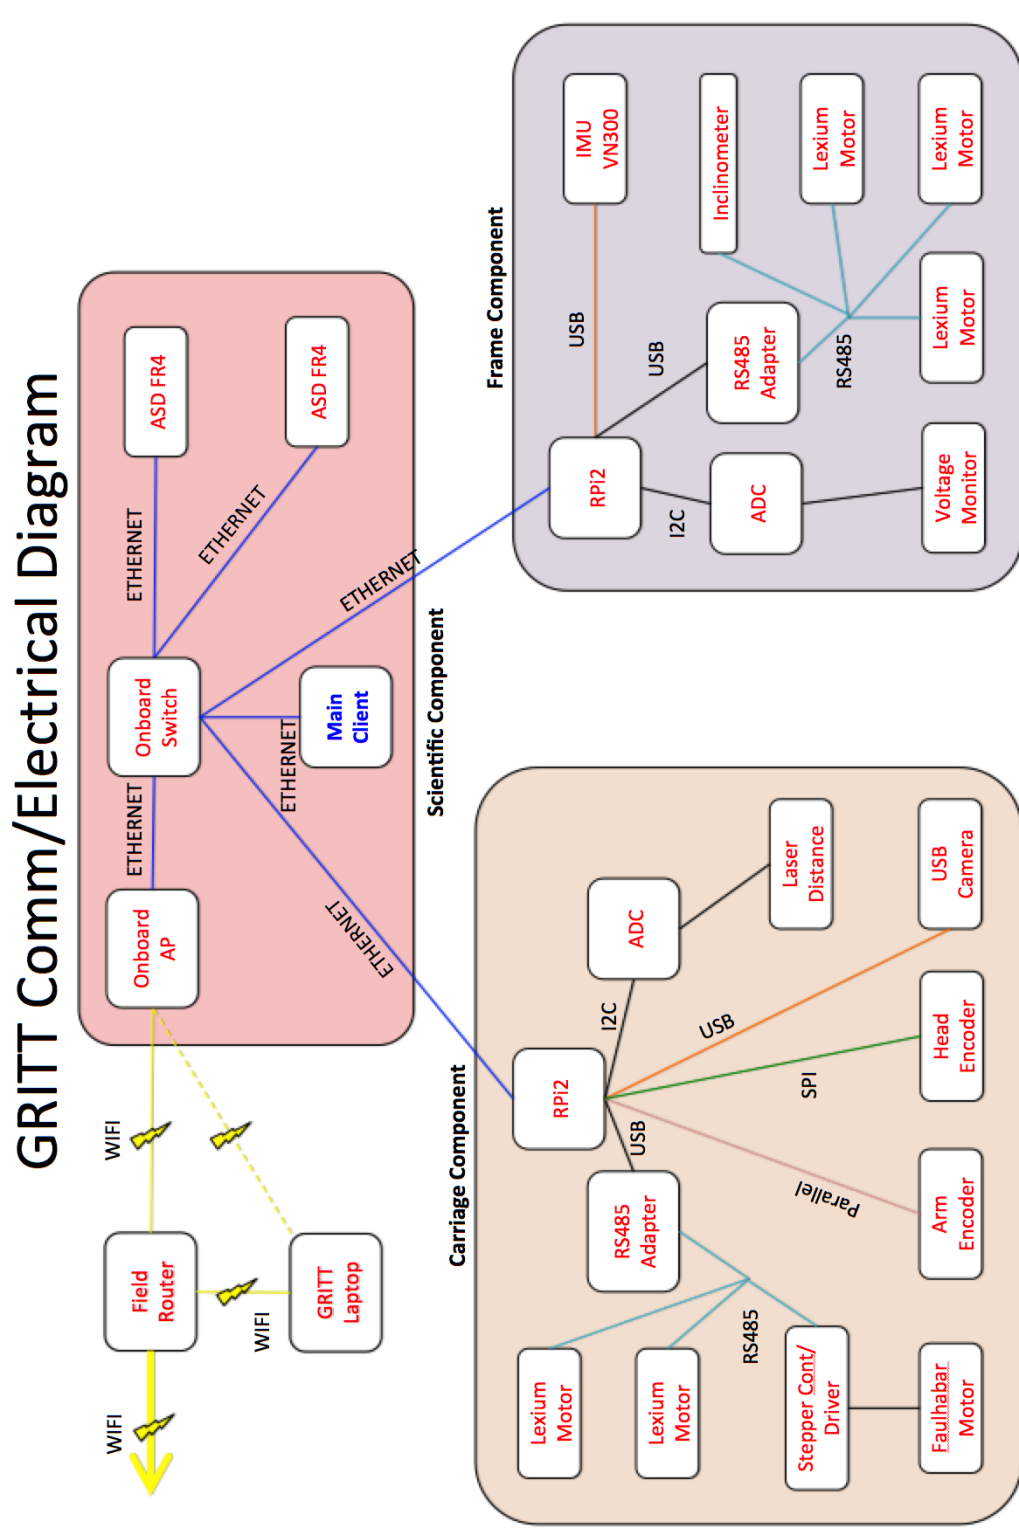 GRITT Comm/Electrical Diagram
WIFI
Field
Router
WIFI
GRITT
Laptop
WIFI
Onboard
AP
ETHERNET
Onboard
Switch
ETHERNET
ASD FR4
ETHERNET
ASD FR4
ETHERNET
Main
Client
ETHERNET
ETHERNET
Scientific Component
Carriage Component
RPi2
USB
RS485
Adapter
Lexium
Motor
Lexium
Motor
RS485
Stepper Cont/
Driver
Faulhabar
Motor
Parallel
Arm
Encoder
SPI
Head
Encoder
USB
USB
Camera
I2C
ADC
Laser
Distance
Frame Component
RPi2
USB
IMU
VN300
USB
RS485
Adapter
Inclinometer
RS485
Lexium
Motor
Lexium
Motor
Lexium
Motor
I2C
ADC
Voltage
Monitor